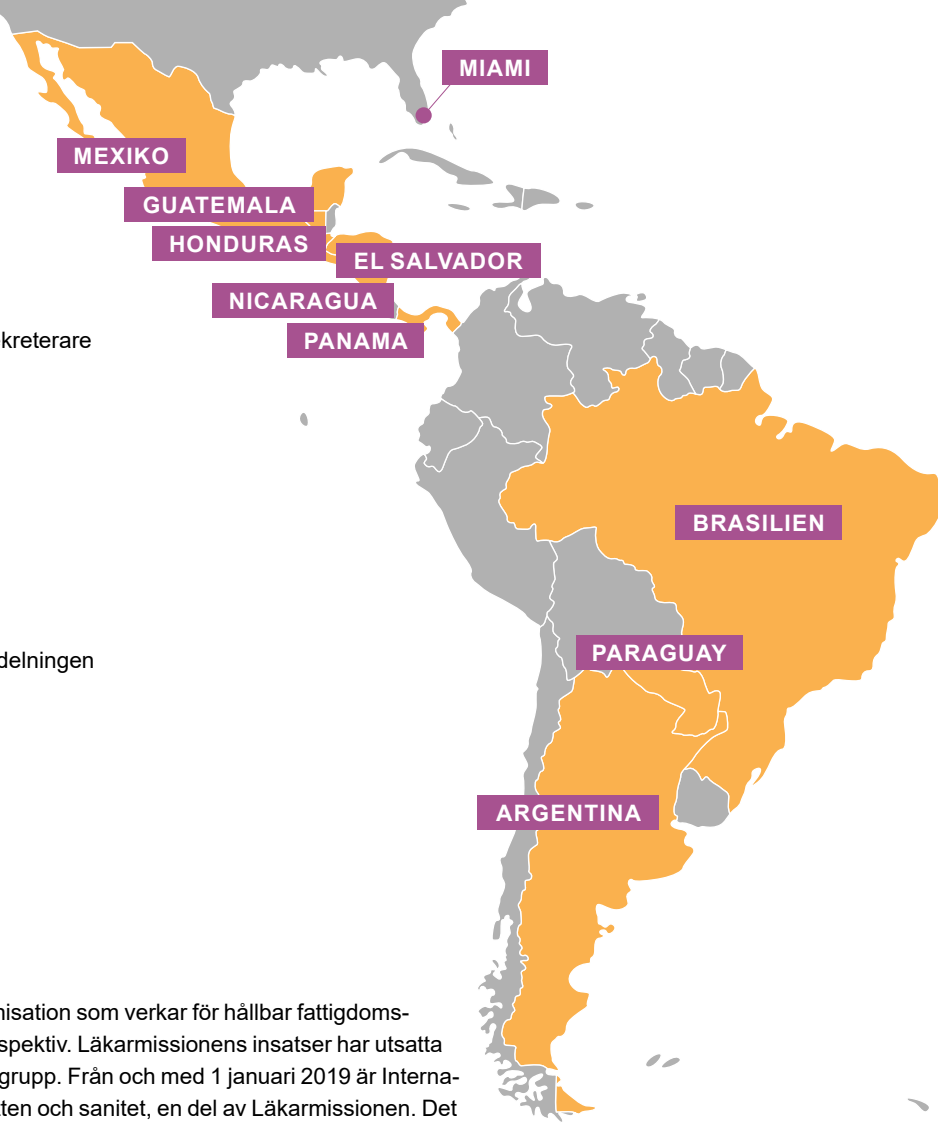 MIAMI
MEXIKO
GUATEMALA
HONDURAS
EL SALVADOR
NICARAGUA
PANAMA
kreterare
BRASILIEN
PARAGUAY
delningen
ARGENTINA
nisation som verkar för hållbar fattigdoms-
spektiv. Läkarmissionens insatser har utsatta
grupp. Från och med 1 januari 2019 är Interna-
tten och sanitet, en del av Läkarmissionen. Det